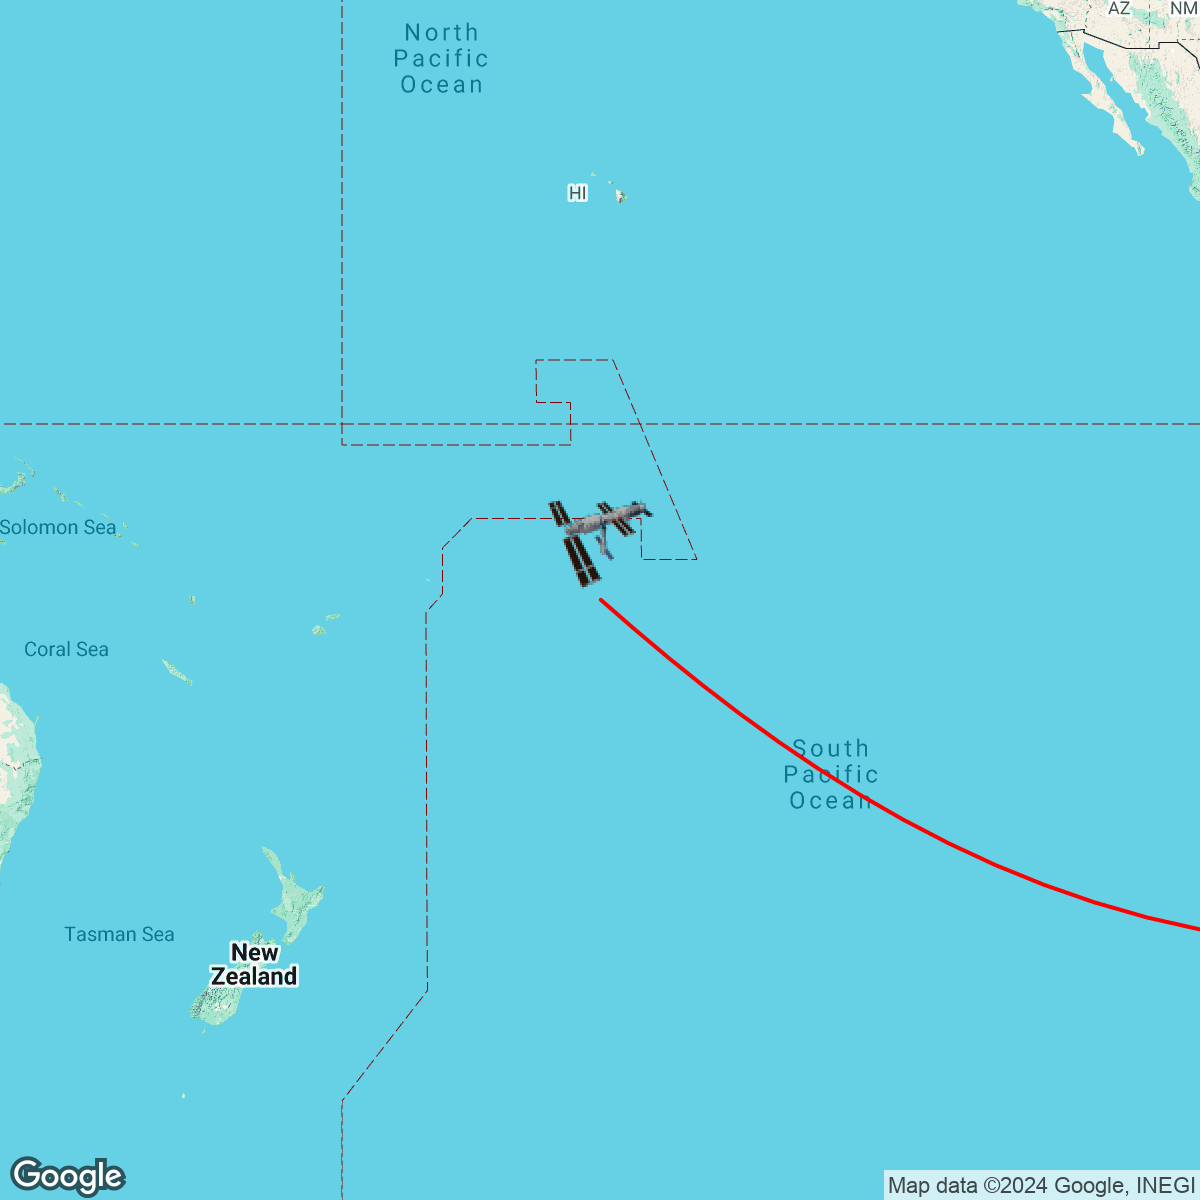 AZ
NM
North
Pacific
Ocean
HI
Solomon Sea
Coral Sea
South
Pacific
Ocean
Tasman Sea
New
Zealand
Google
Map data ©2024 Google, INEGI